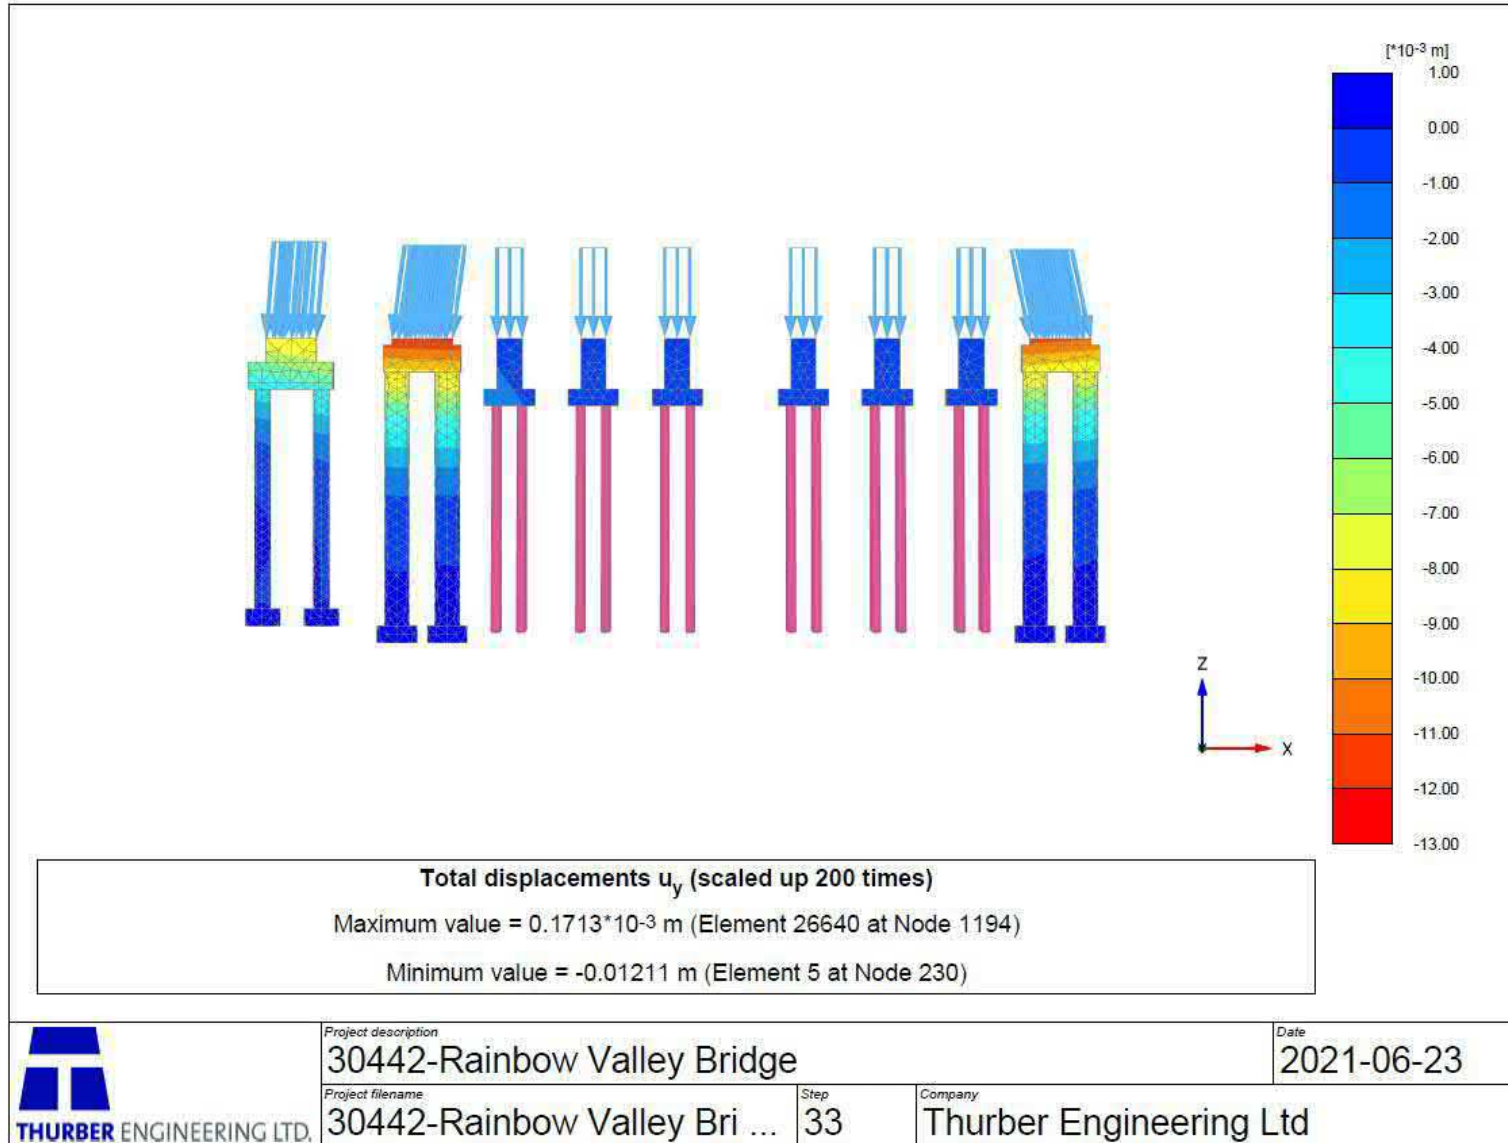 [*10-3 m]
1.00
0.00
-1.00
-2.00
-3.00
-4.00
-5.00
-6.00
-7.00
-8.00
-9.00
-10.00
-11.00
-12.00
-13.00
Z
X
Total displacements uy (scaled up 200 times)
Maximum value = 0.1713*10-3 m (Element 26640 at Node 1194)
Minimum value = -0.01211 m (Element 5 at Node 230)
Project description
30442-Rainbow Valley Bridge
Date
2021-06-23
Project filename
30442-Rainbow Valley Bri ...
Step
33
Company
Thurber Engineering Ltd
THURBER ENGINEERING LTD.